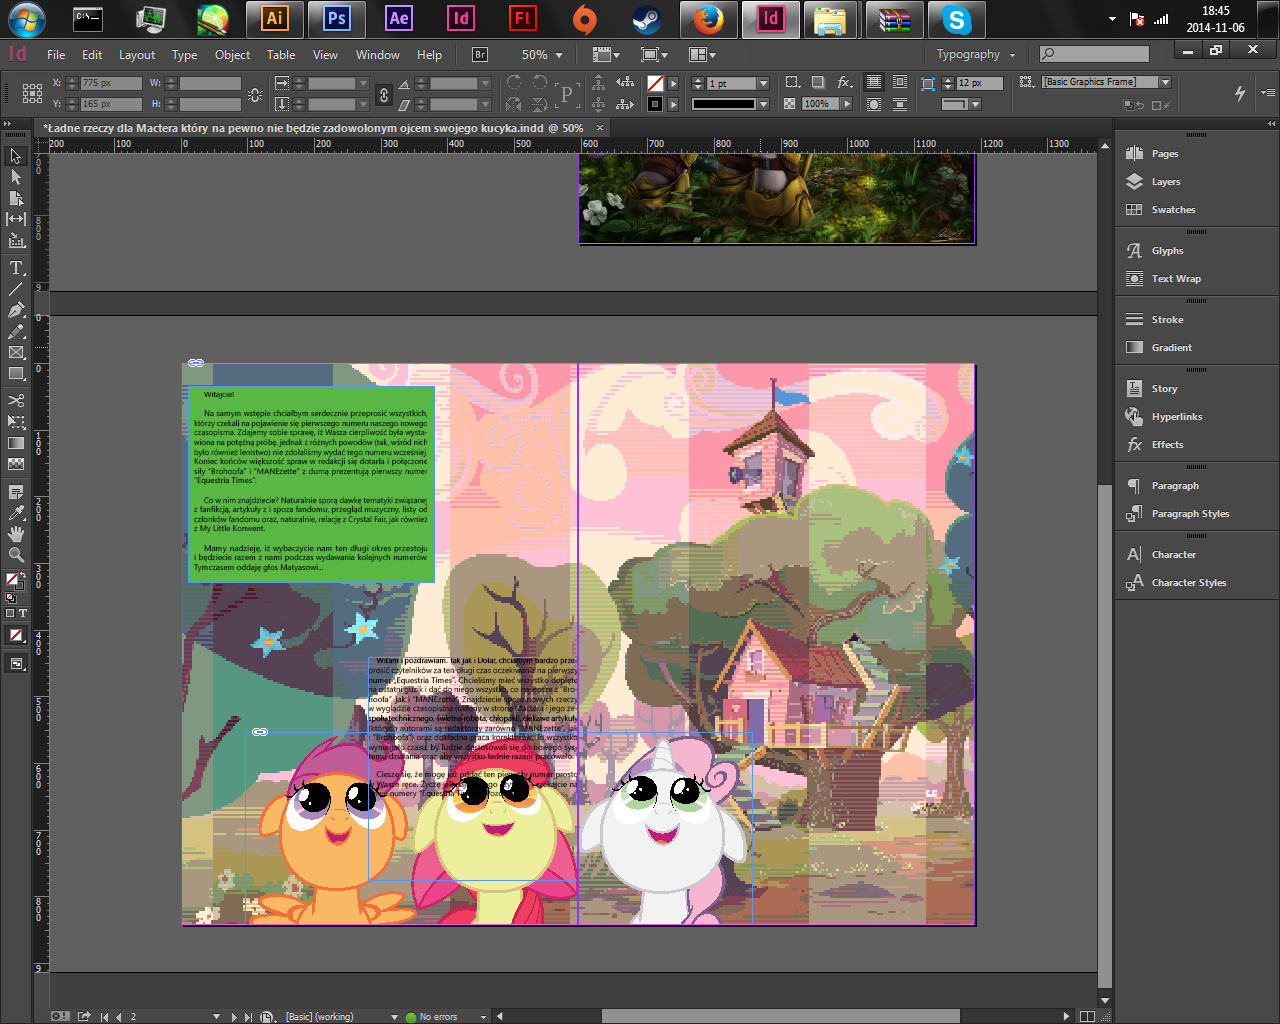 Ai
Ps
Ae
Id
Fl
Id
18:45
2014-11-06
Id File Edit Layout Type Object Table View Window Help Br 50% Typography
X: 775 px W: 1 pt 12 px [Basic Graphics Frame]
Y: 165 px H: P 100%
*Ładne rzeczy dla Mactera który na pewno nie będzie zadowolonym ojcem swojego kucyka.indd @ 50%
200 100 0 100 200 300 400 500 600 700 800 900 1000 1100 1200 1300
Pages
Layers
Swatches
Glyphs
Text Wrap
Stroke
Gradient
Story
Hyperlinks
Effects
Paragraph
Paragraph Styles
Character
Character Styles
Witajcie!
Na samym wstępie chciałbym serdecznie przeprosić wszystkich,
którzy czekali na pojawienie się pierwszego numeru naszego nowego
czasopisma. Zdajemy sobie sprawę, iż Wasza cierpliwość była wysta-
wiona na potężną próbę, jednak z różnych powodów (tak, wśród nich
było również lenistwo) nie zdołaliśmy wydać tego numeru wcześniej.
Koniec końców większość spraw w redakcji się dotarła i połączone
siły "Brohoofa" i "MANEzette" z dumą prezentują pierwszy numer
"Equestria Times".
Co w nim znajdziecie? Naturalnie sporą dawkę tematyki związanej
z fanfikcją, artykuły z i spoza fandomu, przegląd muzyczny, listy od
członków fandomu oraz, naturalnie, relację z Crystal Fair, jak również
z My Little Konwent.
Mamy nadzieję, iż wybaczycie nam ten długi okres przestoju
i będziecie razem z nami podczas wydawania kolejnych numerów.
Tymczasem oddaję głos Matyasowi...
Witam i pozdrawiam. Tak jak i Dolar, chciałbym bardzo prze-
prosić czytelników za ten długi czas oczekiwania na pierwszy
numer „Equestria Times". Chcieliśmy mieć wszystko dopięte
na ostatni guzik i dać do niego wszystko, co najlepsze z "Bro-
hoofa" jak i "MANEzette". Znajdziecie sporo nowych rzeczy
w wyglądzie czasopisma (ukłony w stronę Mactera i jego ze-
społu technicznego, świetna robota, chłopaki), ciekawe artykuły,
których autorami są redaktorzy zarówno "MANEzette", jak
i "Brohoofa") oraz dokładna praca korektorów. To wszystko
wymagało czasu, by ludzie dostosowali się do nowego sys-
temu działania oraz aby wszystko ładnie razem pracowało.
Cieszę się, że mogę już oddać ten pierwszy numer prosto
Wasze ręce. Życzę
numery "Equestria
2 [Basic] (working) No errors